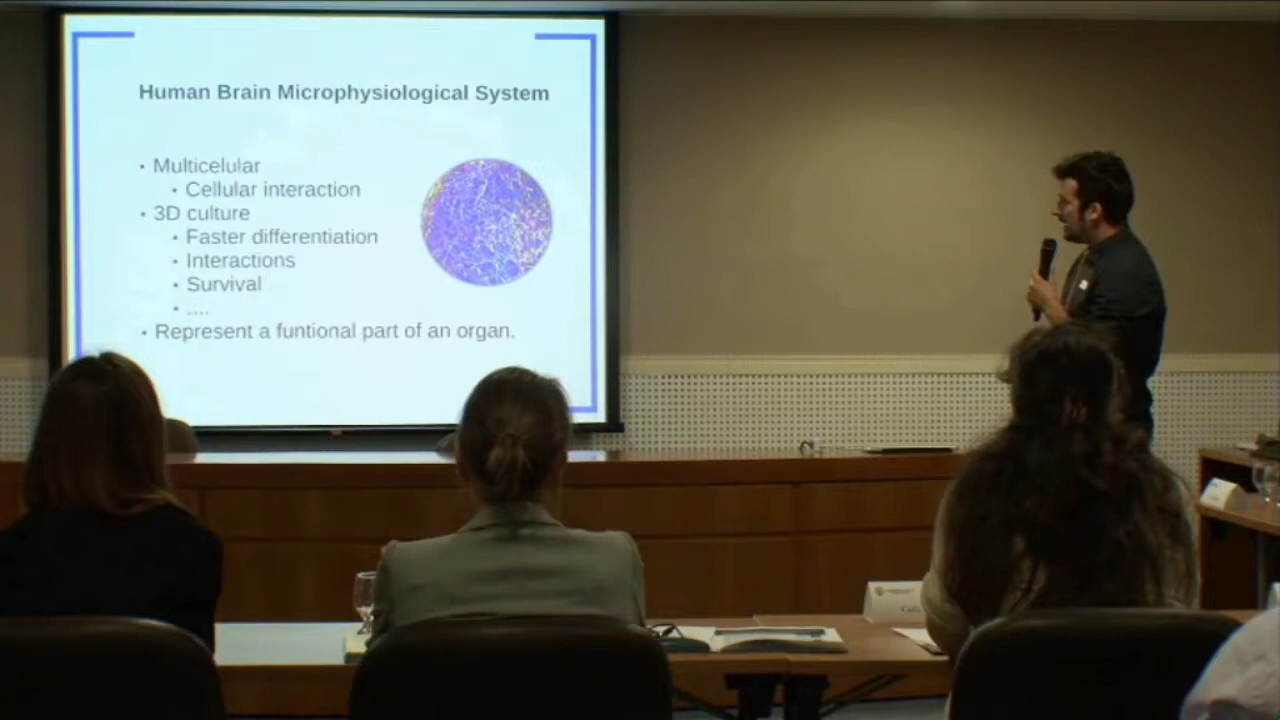 Human Brain Microphysiological System
• Multicelular
• Cellular interaction
• 3D culture
• Faster differentiation
• Interactions
• Survival
• ....
• Represent a funtional part of an organ.